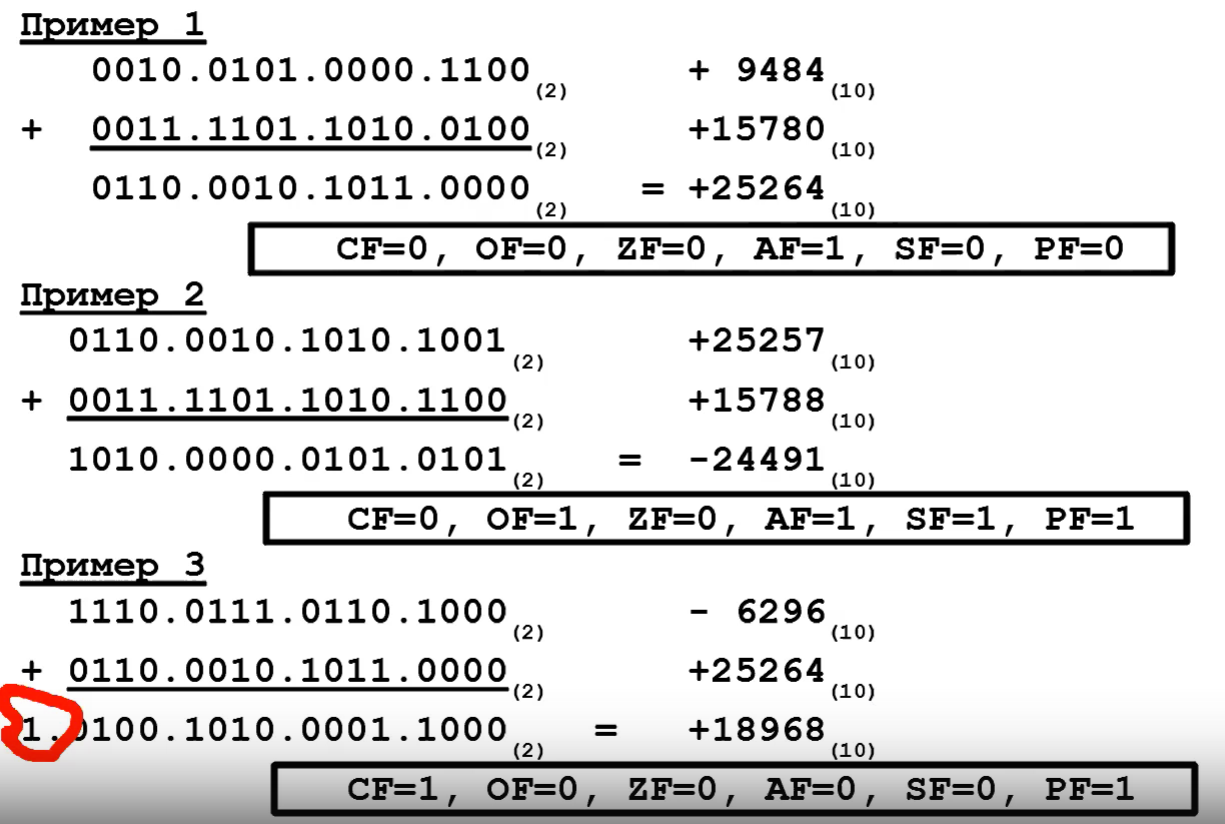 Пример 1
0010.0101.0000.1100(2) + 9484(10)
+ 0011.1101.1010.0100(2) +15780(10)
0110.0010.1011.0000(2) = +25264(10)
CF=0, OF=0, ZF=0, AF=1, SF=0, PF=0
Пример 2
0110.0010.1010.1001(2) +25257(10)
+ 0011.1101.1010.1100(2) +15788(10)
1010.0000.0101.0101(2) = -24491(10)
CF=0, OF=1, ZF=0, AF=1, SF=1, PF=1
Пример 3
1110.0111.0110.1000(2) - 6296(10)
+ 0110.0010.1011.0000(2) +25264(10)
1.0100.1010.0001.1000(2) = +18968(10)
CF=1, OF=0, ZF=0, AF=0, SF=0, PF=1